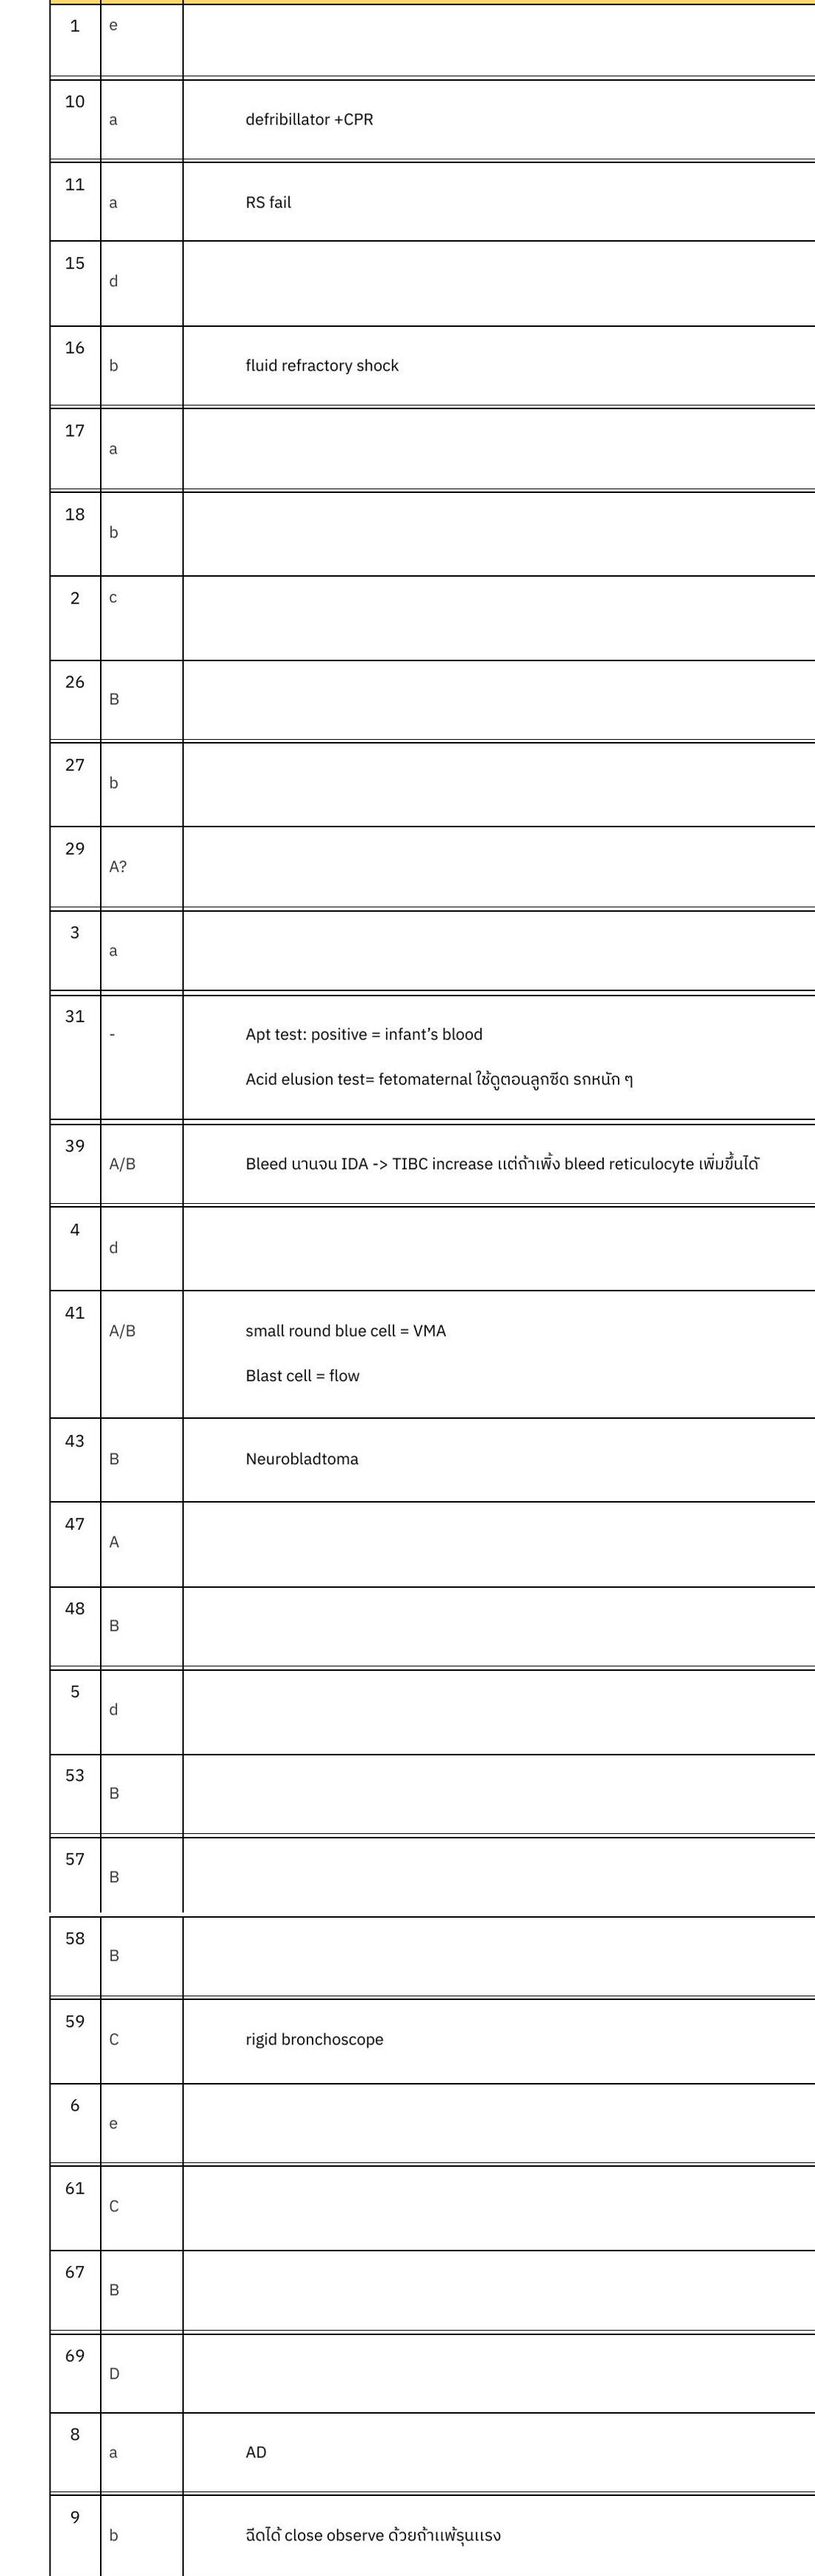 1 e
10
a defribillator +CPR
11
a RS fail
15
d
16
b fluid refractory shock
17
a
18
b
2 c
26
B
27
b
29
A?
3
a
31
- Apt test: positive = infant’s blood
Acid elusion test= fetomaternal ใช้ดูตอนลูกซีด รกหนัก ๆ
39
A/B Bleed นานจน IDA -> TIBC increase แต่ถ้าเพิ้ง bleed reticulocyte เพิ่มขึ้นได้
4
d
41
A/B small round blue cell = VMA
Blast cell = flow
43
B Neurobladtoma
47
A
48
B
5
d
53
B
57
B
58
B
59
C rigid bronchoscope
6
e
61
C
67
B
69
D
8
a AD
9
b ฉีดได้ close observe ด้วยถ้าแพ้รุนแรง